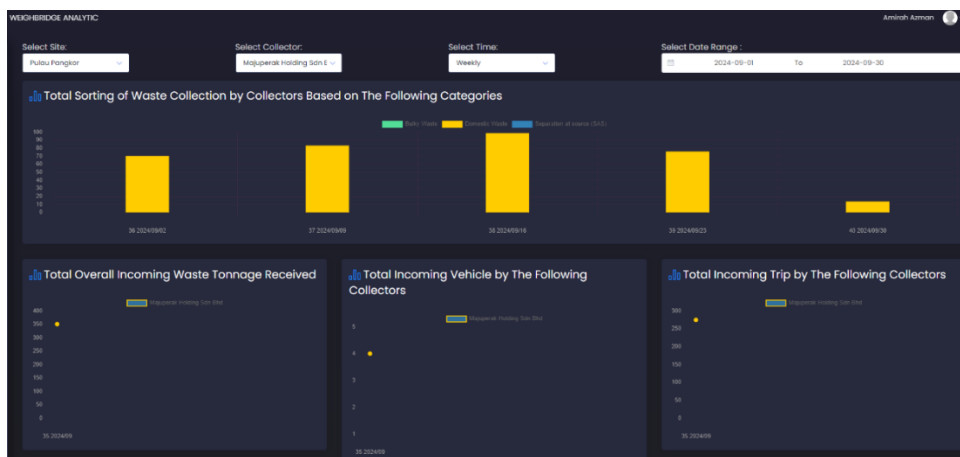 WEIGHBRIDGE ANALYTIC
Amirah Azman
Select Site:
Select Collector:
Select Time:
Select Date Range :
Pulau Pangkor
Majuperak Holding Sdn E
Weekly
2024-09-01 To 2024-09-30
Total Sorting of Waste Collection by Collectors Based on The Following Categories
Bulky Waste Domestic Waste Separation at source (SAS)
100
90
80
70
60
50
40
30
20
10
0
36 2024/09/02
37 2024/09/09
38 2024/09/16
39 2024/09/23
40 2024/09/30
Total Overall Incoming Waste Tonnage Received
Majuperak Holding Sdn Bhd
400
350
300
250
200
150
100
50
0
35 2024/09
Total Incoming Vehicle by The Following
Collectors
Majuperak Holding Sdn Bhd
5
4
3
2
1
35 2024/09
Total Incoming Trip by The Following Collectors
Majuperak Holding Sdn Bhd
300
250
200
150
100
50
0
35 2024/09